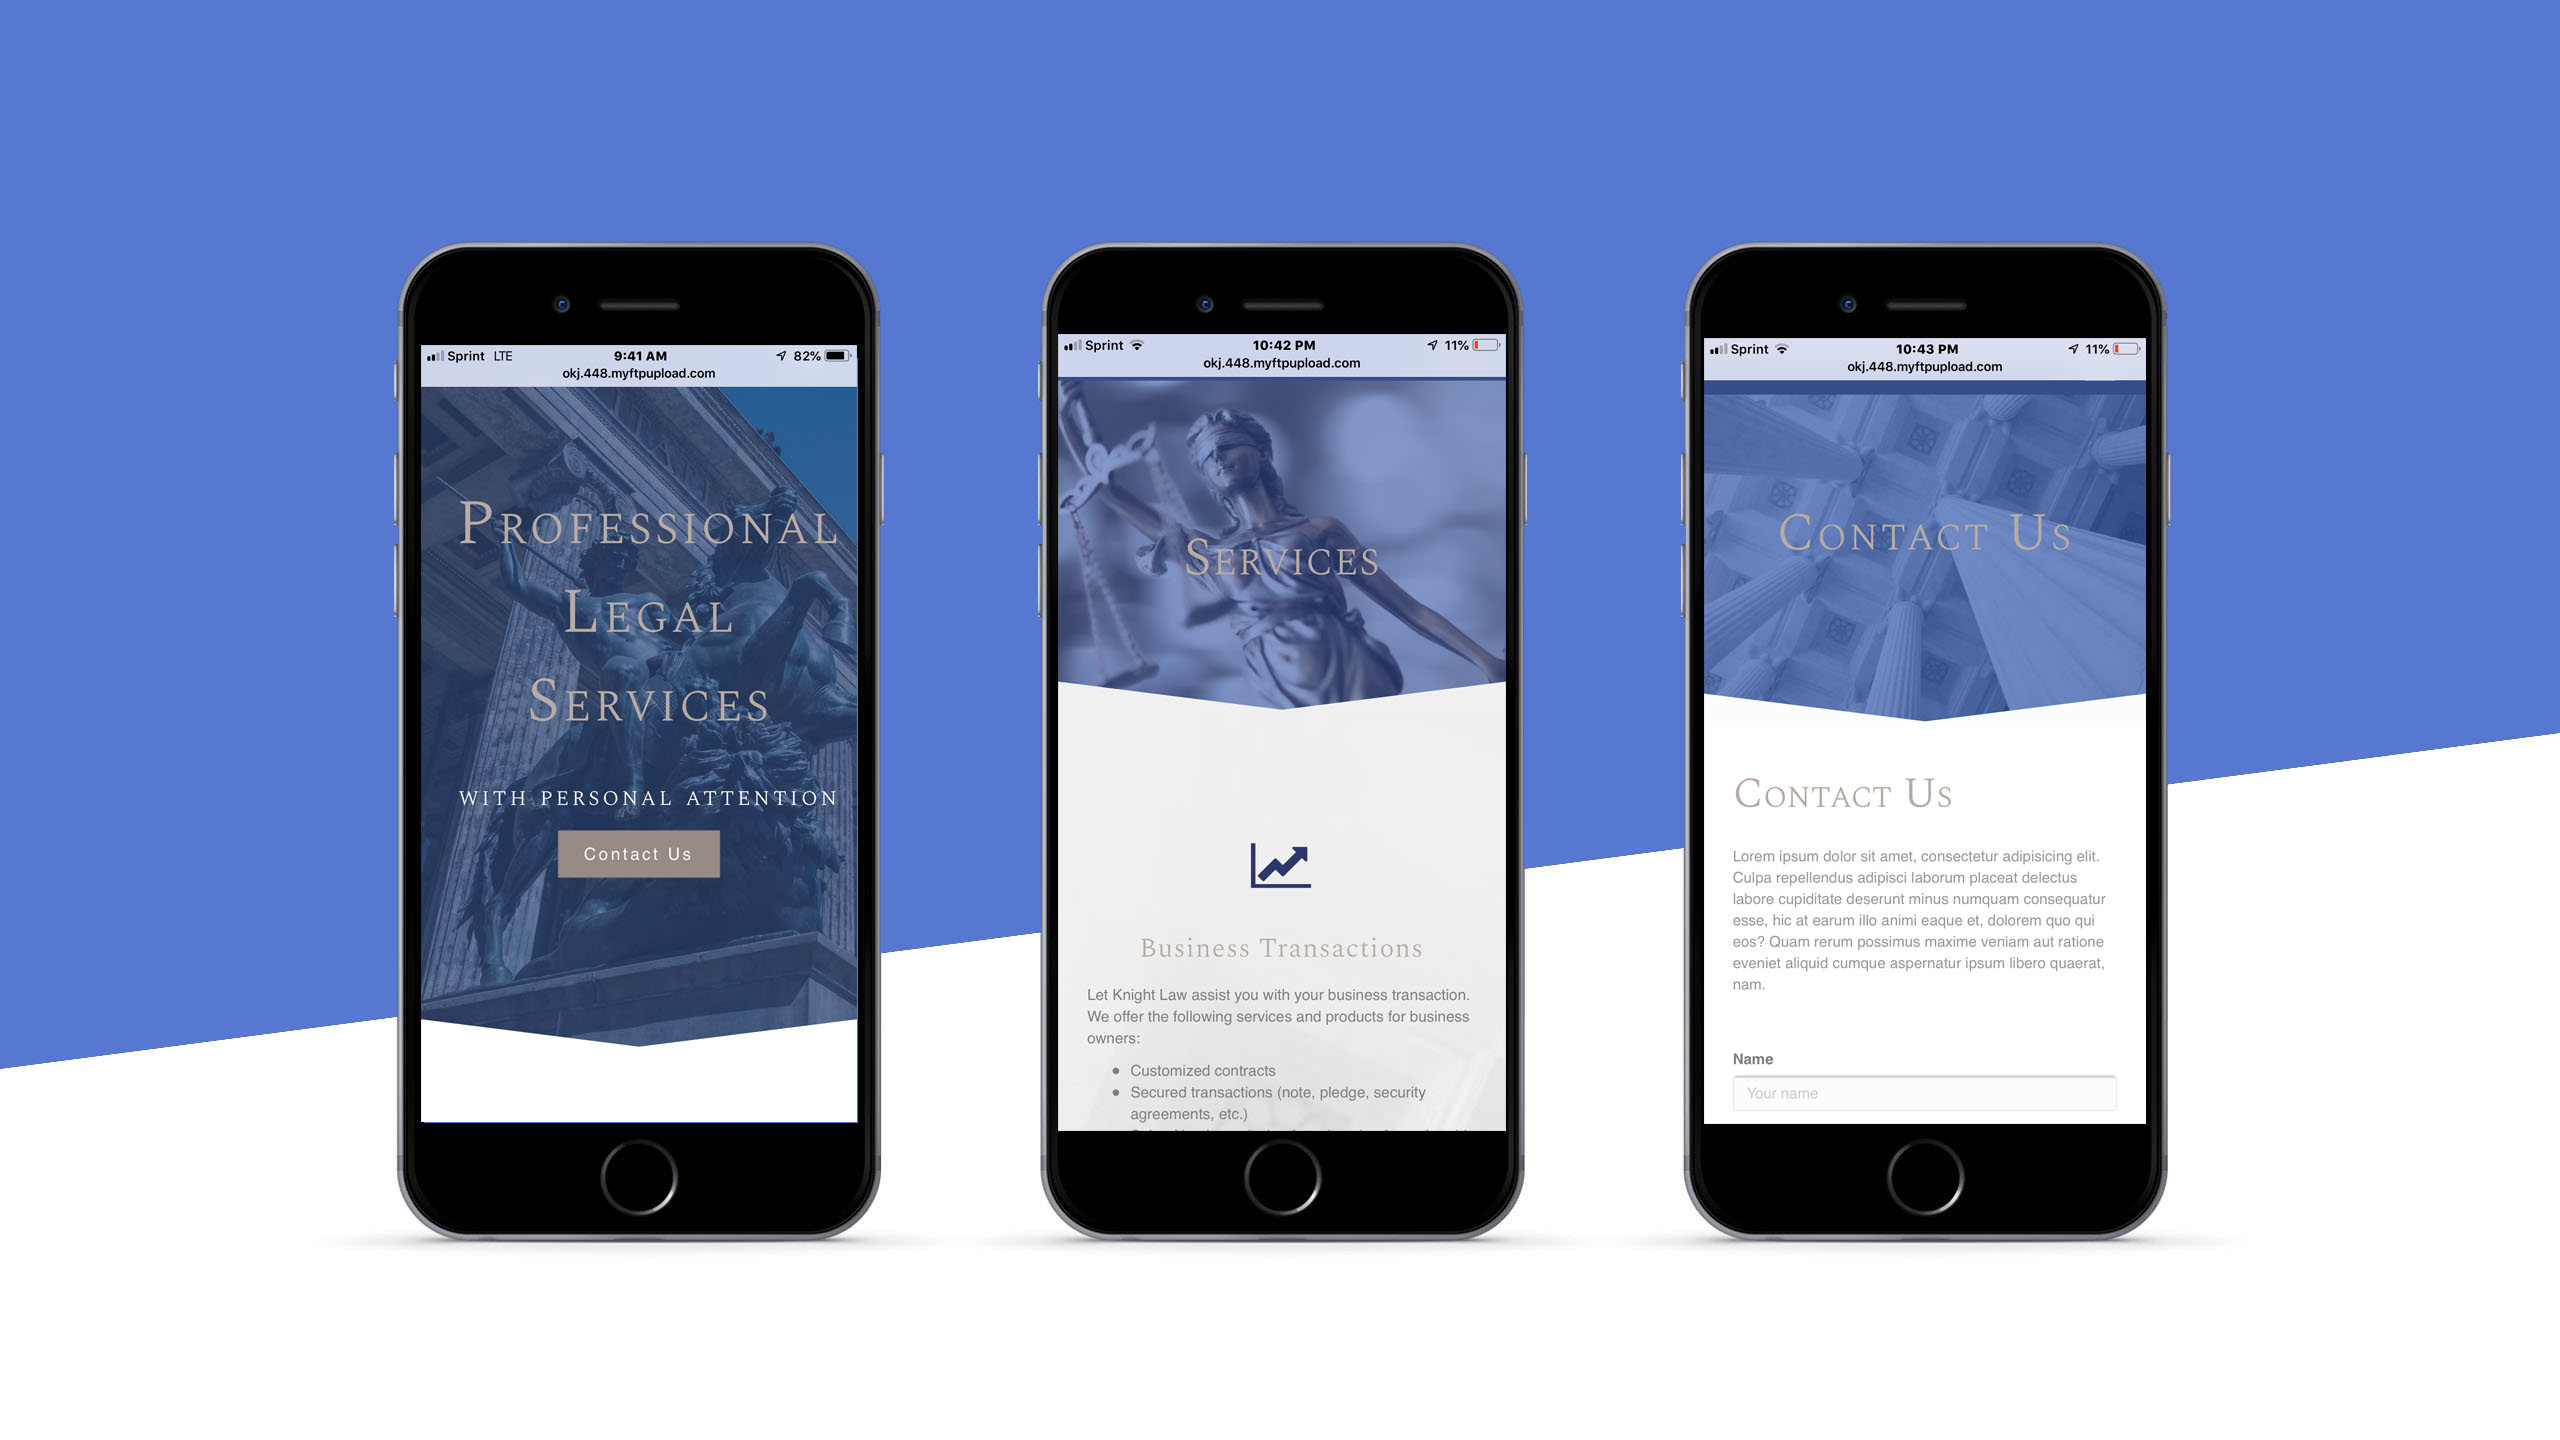 Sprint LTE 9:41 AM 82%
okj.448.myftpupload.com
Professional
Legal
Services
WITH PERSONAL ATTENTION
Contact Us
Sprint 10:42 PM 11%
okj.448.myftpupload.com
Services
Business Transactions
Let Knight Law assist you with your business transaction.
We offer the following services and products for business
owners:
• Customized contracts
• Secured transactions (note, pledge, security
agreements, etc.)
Sprint 10:43 PM 11%
okj.448.myftpupload.com
Contact Us
Contact Us
Lorem ipsum dolor sit amet, consectetur adipisicing elit.
Culpa repellendus adipisci laborum placeat delectus
labore cupiditate deserunt minus numquam consequatur
esse, hic at earum illo animi eaque et, dolorem quo qui
eos? Quam rerum possimus maxime veniam aut ratione
eveniet aliquid cumque aspernatur ipsum libero quaerat,
nam.
Name
Your name